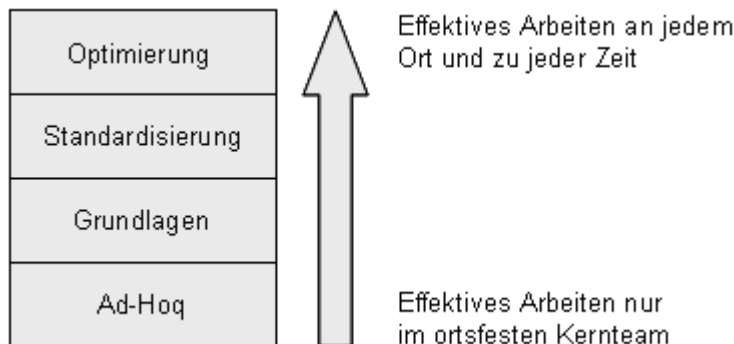 Optimierung
Standardisierung
Grundlagen
Ad-Hoq
Effektives Arbeiten an jedem
Ort und zu jeder Zeit
Effektives Arbeiten nur
im ortsfesten Kernteam